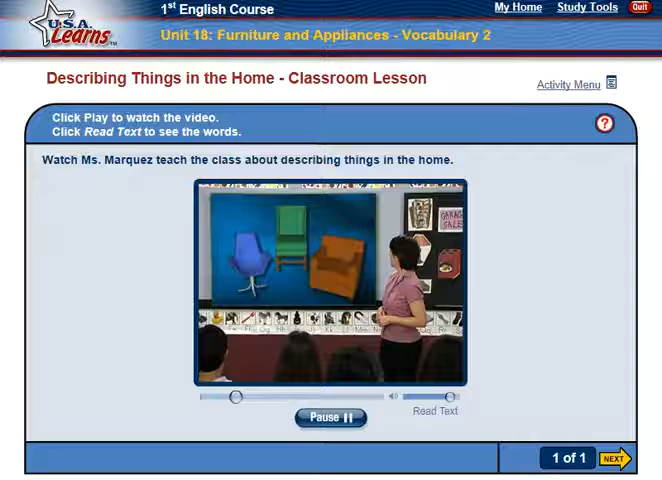 U.S.A.
Learns™
1st English Course
My Home
Study Tools
Quit
Unit 18: Furniture and Appliances - Vocabulary 2
Describing Things in the Home - Classroom Lesson
Activity Menu
Click Play to watch the video.
Click Read Text to see the words.
?
Watch Ms. Marquez teach the class about describing things in the home.
GARAGE
SALE
Pause
Read Text
1 of 1
NEXT